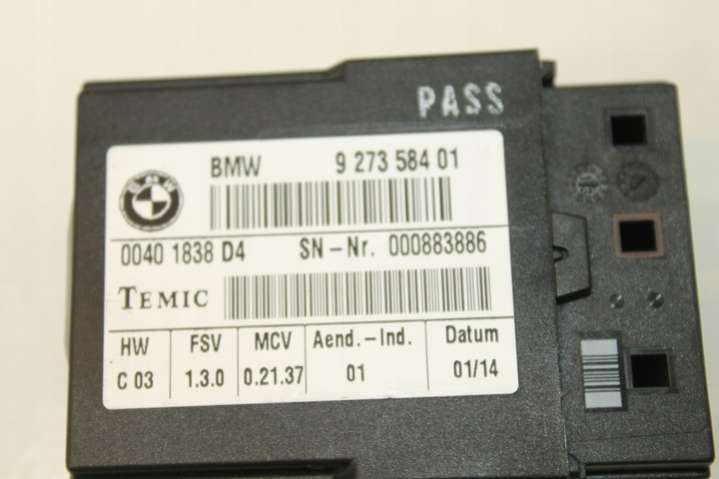 PASS
BMW 9 273 584 01
0040 1838 D4 SN-Nr. 000883886
TEMIC
HW FSV MCV Aend.-Ind. Datum
C 03 1.3.0 0.21.37 01 01/14